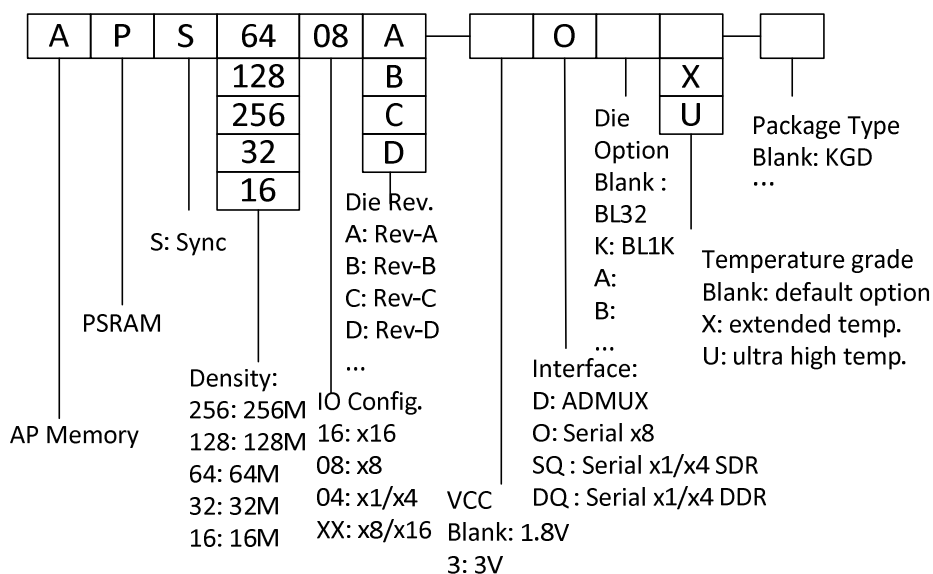 A P S 64 08 A O
128 B X
256 C U
32 D
16
Die
Option
Blank :
BL32
K: BL1K
A:
B:
...
Package Type
Blank: KGD
...
Die Rev.
A: Rev-A
B: Rev-B
C: Rev-C
D: Rev-D
...
S: Sync
Temperature grade
Blank: default option
X: extended temp.
U: ultra high temp.
PSRAM
AP Memory
Density:
256: 256M
128: 128M
64: 64M
32: 32M
16: 16M
IO Config.
16: x16
08: x8
04: x1/x4
XX: x8/x16
Interface:
D: ADMUX
O: Serial x8
SQ : Serial x1/x4 SDR
DQ : Serial x1/x4 DDR
VCC
Blank: 1.8V
3: 3V